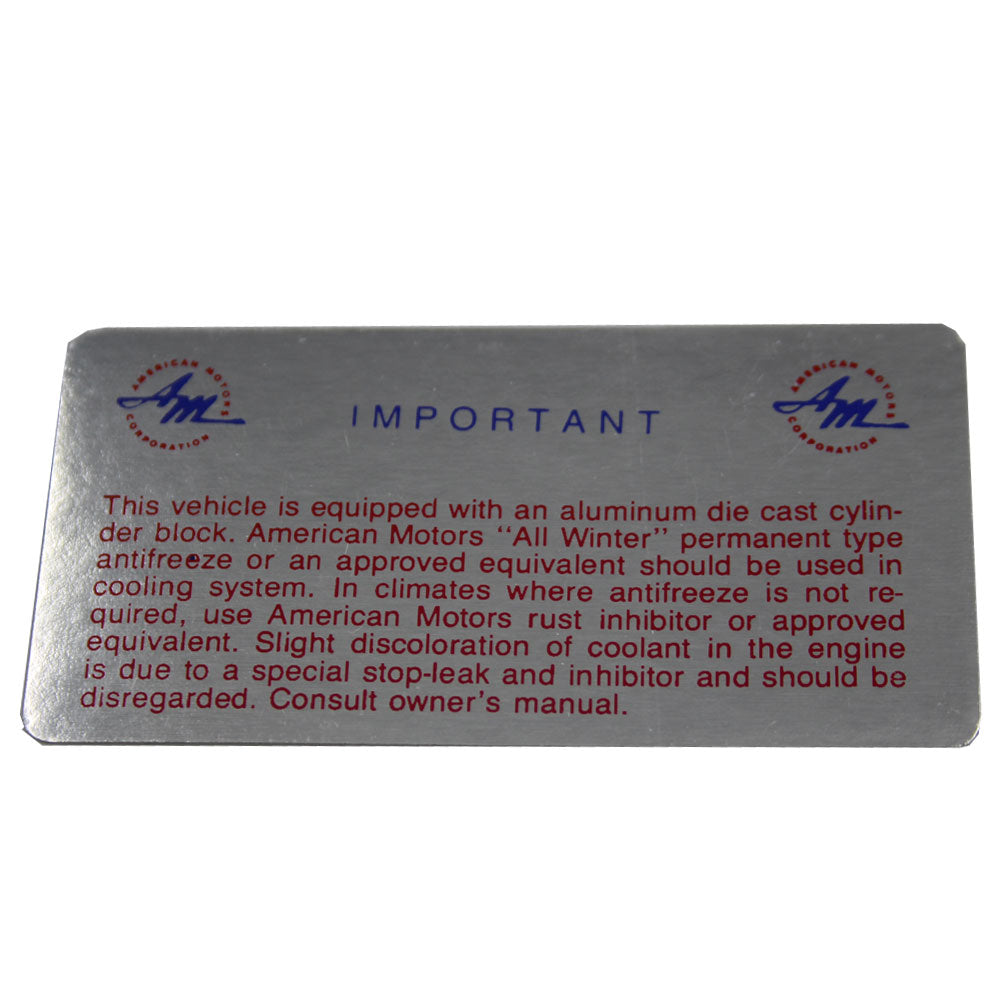 AMERICAN MOTORS
AM
CORPORATION
IMPORTANT
AMERICAN MOTORS
AM
CORPORATION
This vehicle is equipped with an aluminum die cast cylin-
der block. American Motors "All Winter" permanent type
antifreeze or an approved equivalent should be used in
cooling system. In climates where antifreeze is not re-
quired, use American Motors rust inhibitor or approved
equivalent. Slight discoloration of coolant in the engine
is due to a special stop-leak and inhibitor and should be
disregarded. Consult owner's manual.